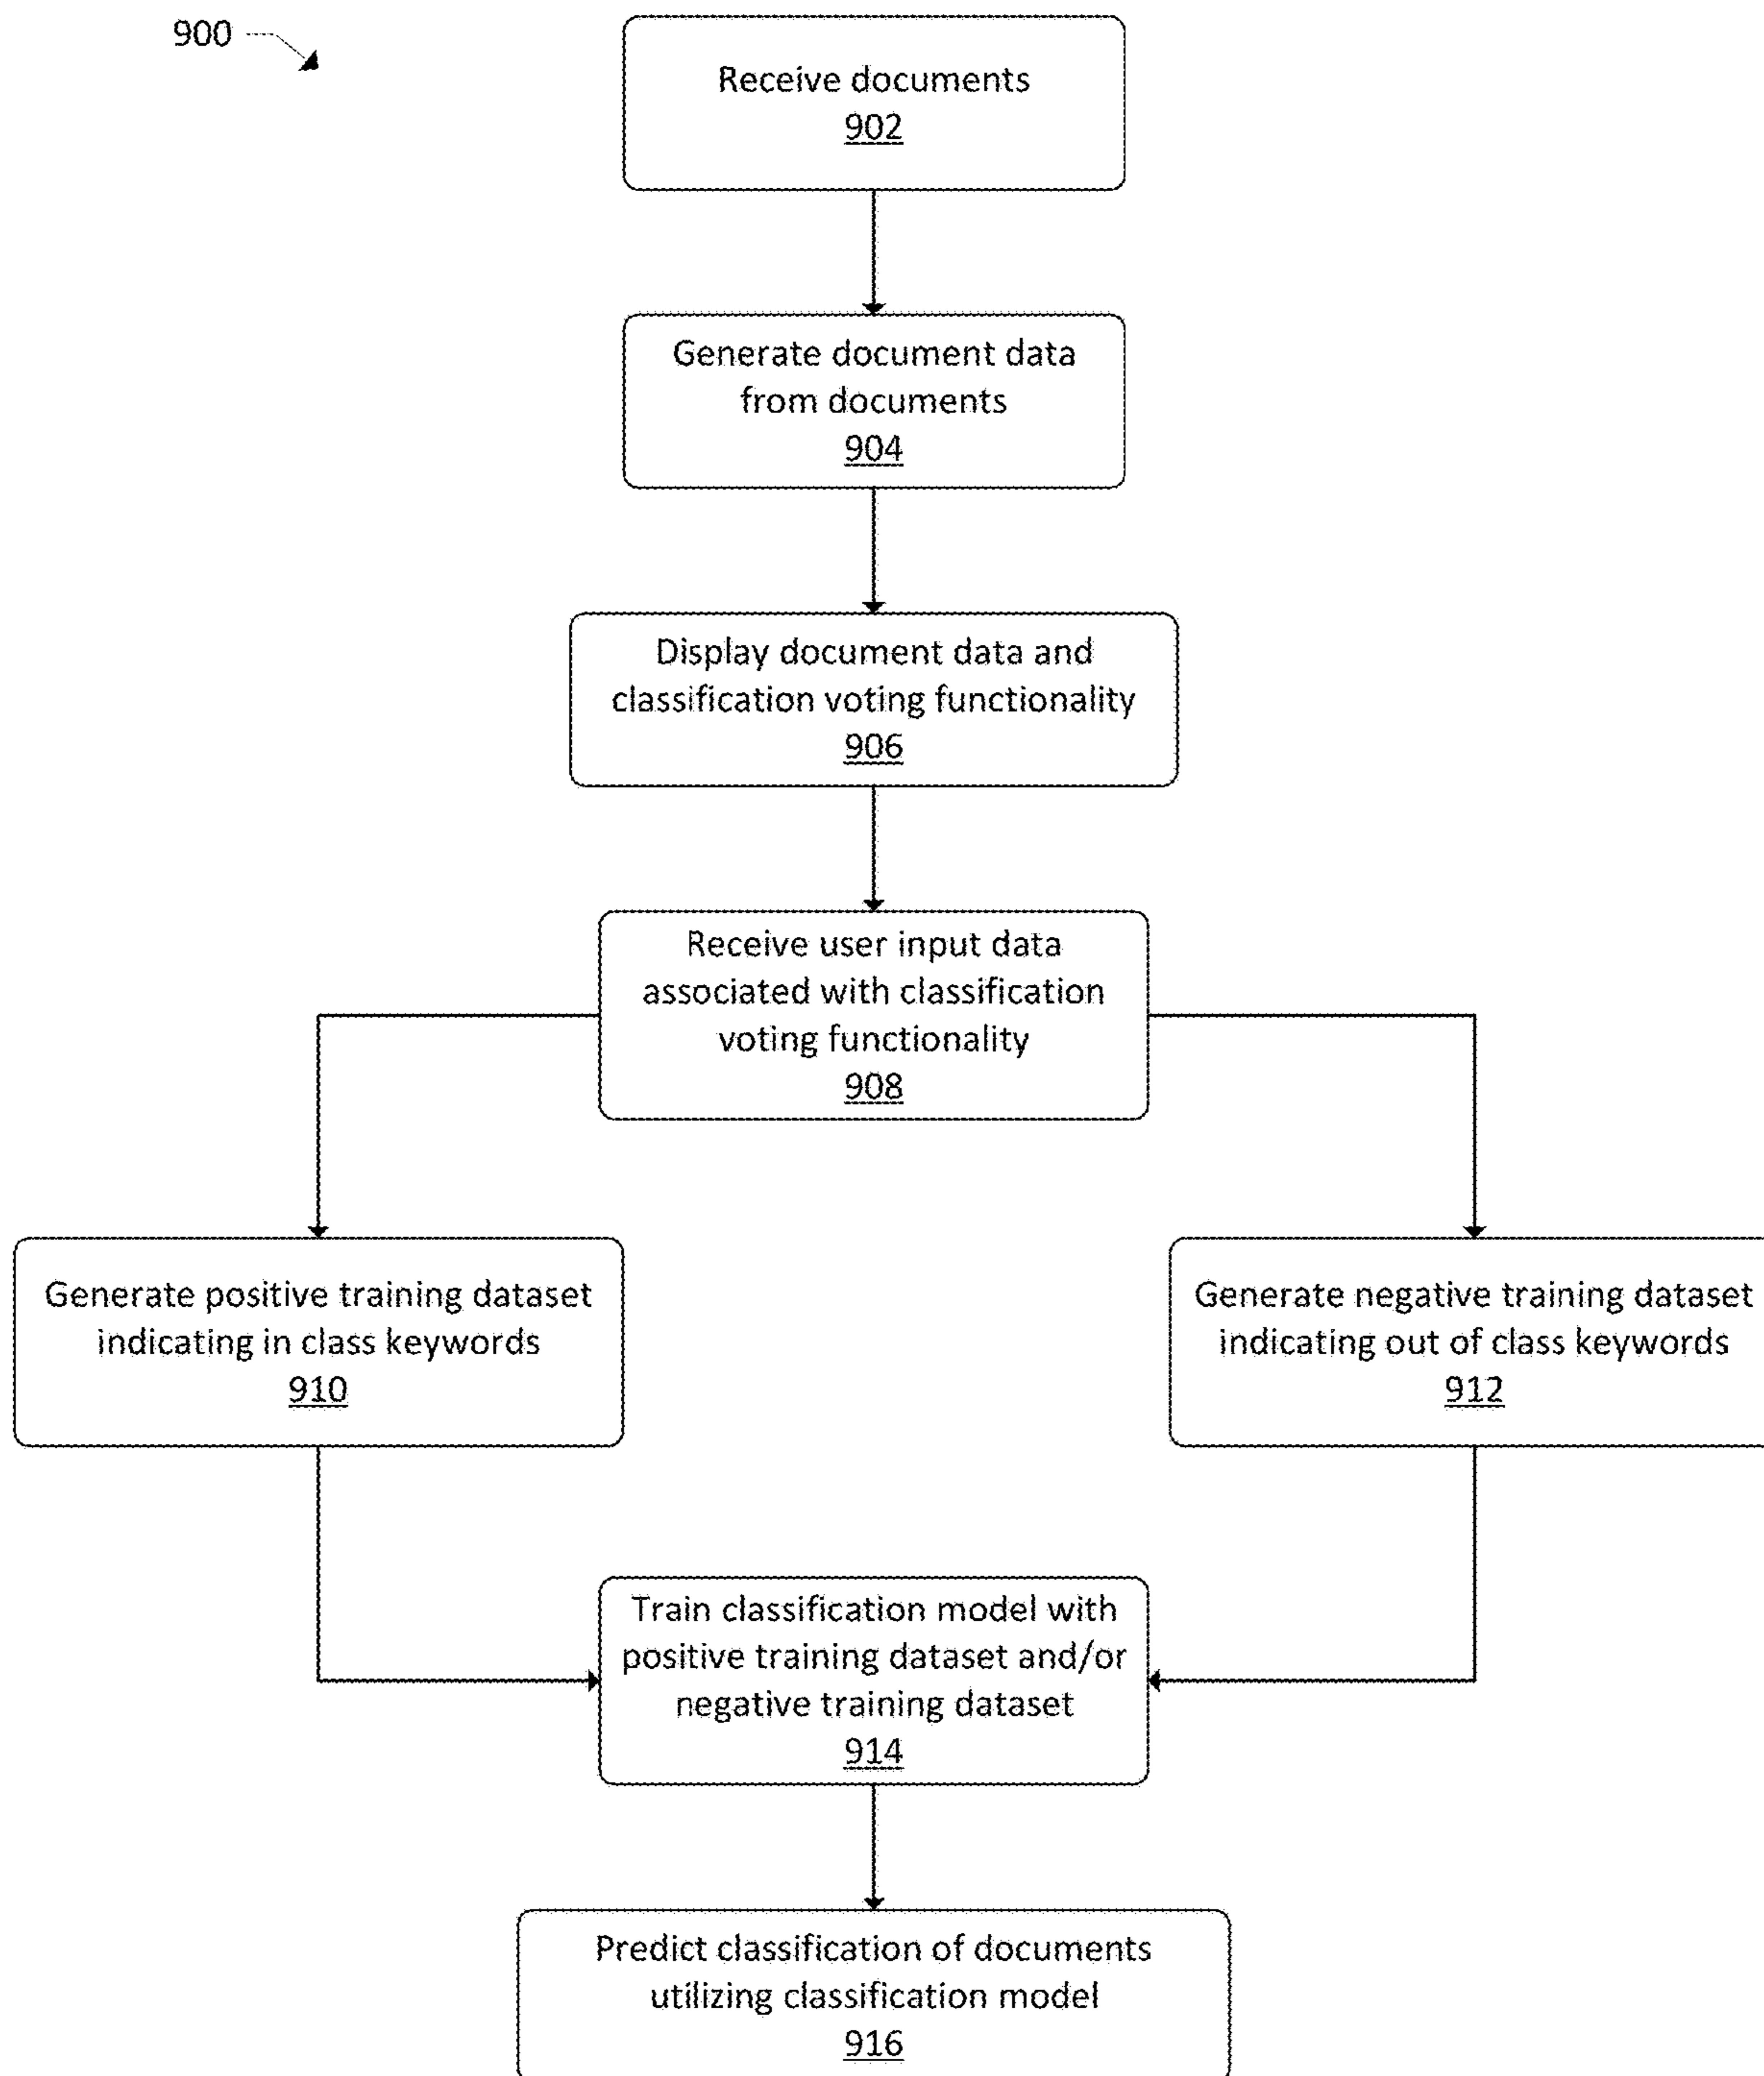 900
Receive documents
902
Generate document data
from documents
904
Display document data and
classification voting functionality
906
Receive user input data
associated with classification
voting functionality
908
Generate positive training dataset
indicating in class keywords
910
Generate negative training dataset
indicating out of class keywords
912
Train classification model with
positive training dataset and/or
negative training dataset
914
Predict classification of documents
utilizing classification model
916